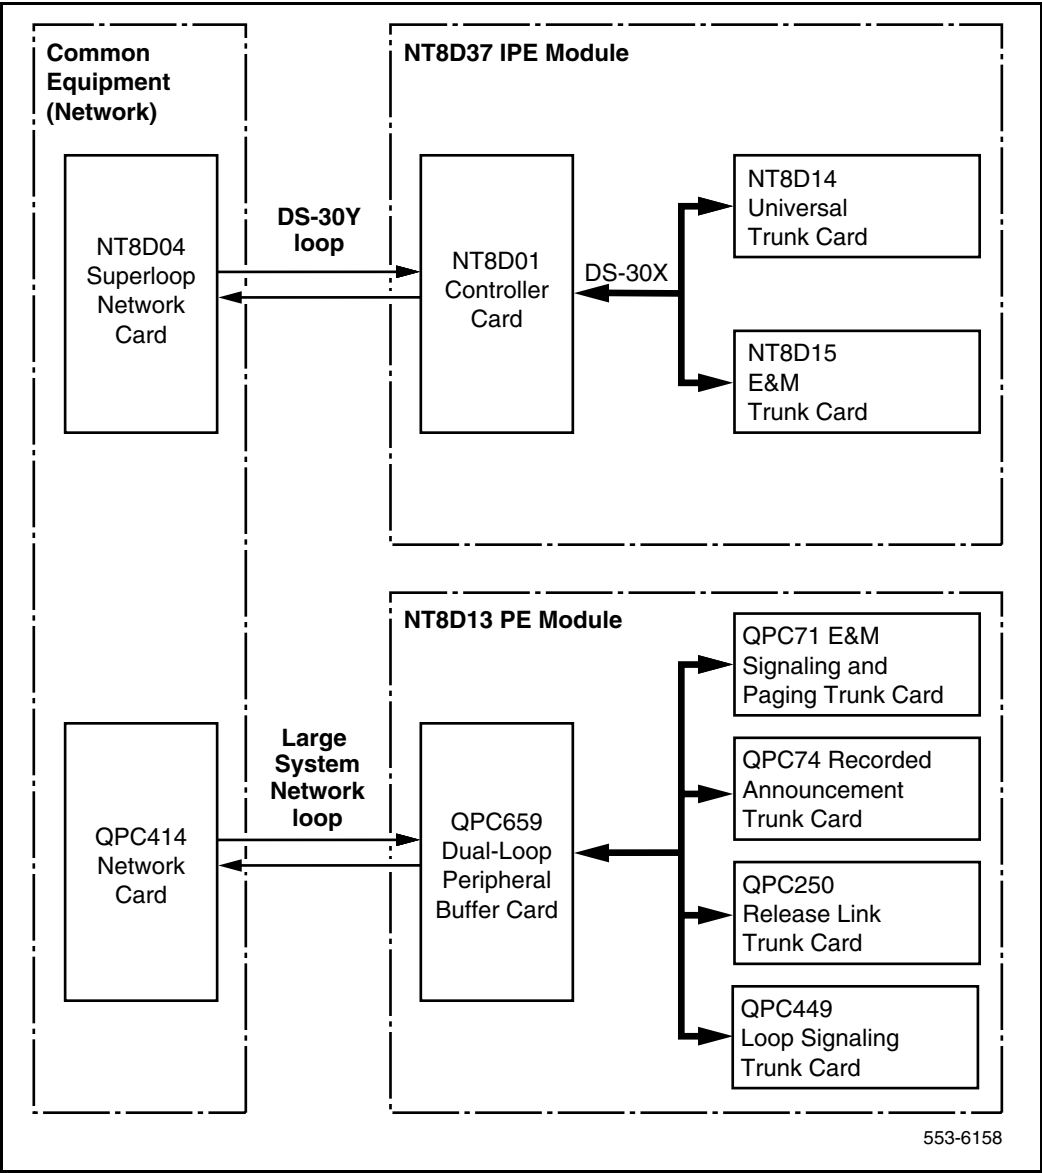 Common
Equipment
(Network)
NT8D37 IPE Module
NT8D04
Superloop
Network
Card
DS-30Y
loop
NT8D01
Controller
Card
DS-30X
NT8D14
Universal
Trunk Card
NT8D15
E&M
Trunk Card
NT8D13 PE Module
QPC414
Network
Card
Large
System
Network
loop
QPC659
Dual-Loop
Peripheral
Buffer Card
QPC71 E&M
Signaling and
Paging Trunk Card
QPC74 Recorded
Announcement
Trunk Card
QPC250
Release Link
Trunk Card
QPC449
Loop Signaling
Trunk Card
553-6158